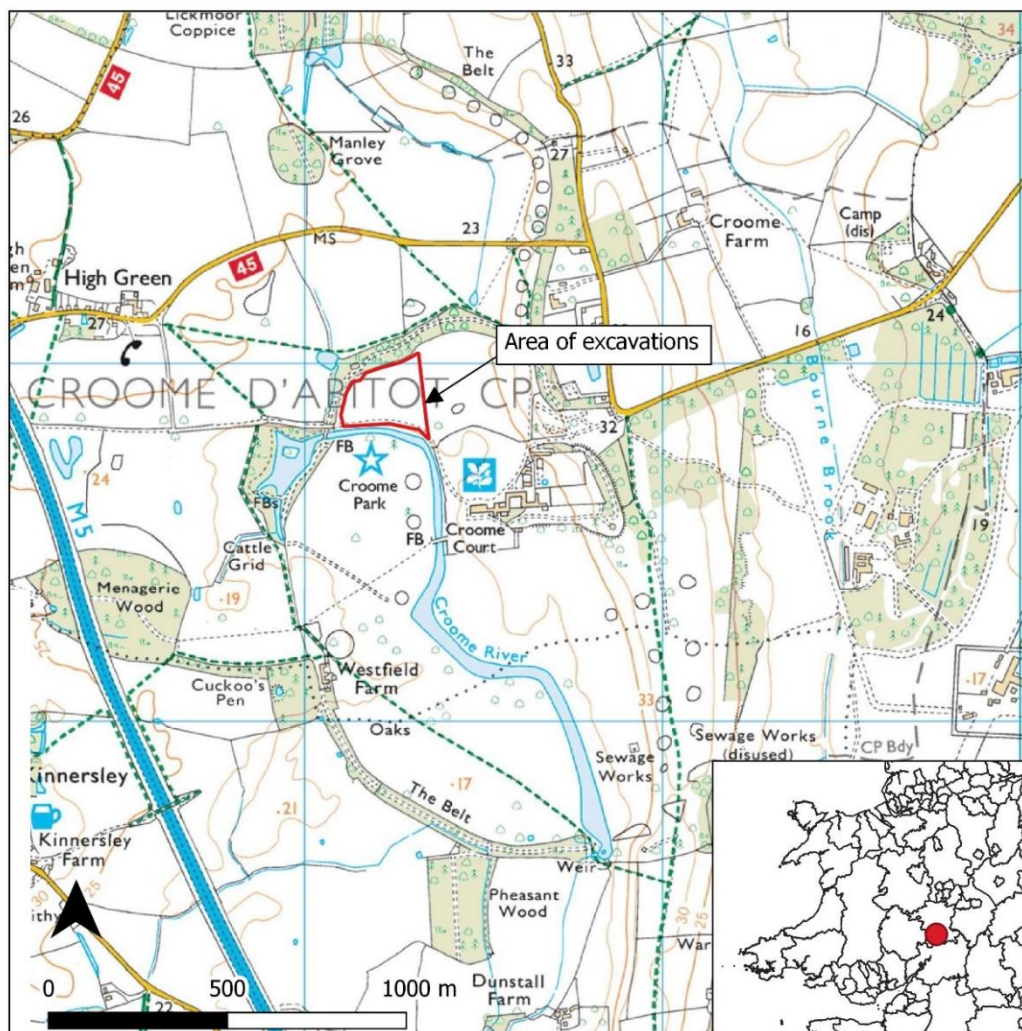 Lickmoor
Coppice
The
Belt
33
34
45
26
27
Manley
Grove
Croome
Farm
Camp
(dis)
MS
23
45
High Green
27
24
16
Area of excavations
CROOME D'ABITOT CP
32
Bourne Brook
FB
Croome
Park
24
M5
FBs
FB
Croome
Court
19
Cattle
Grid
Menagerie
Wood
19
25
Croome River
Westfield
Farm
Cuckoo's
Pen
33
17
Oaks
Sewage Works
(disused)
CP Bdy
Sewage
Works
Kinnersley
17
21
The Belt
Kinnersley
Farm
Weir
Pheasant
Wood
30
25
30
25
War
0
500
1000 m
Dunstall
Farm
22